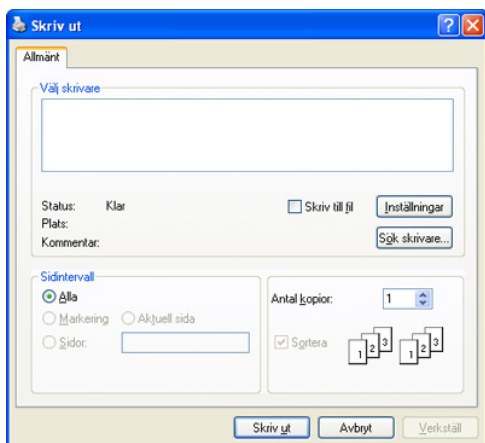 Skriv ut
Allmänt
Välj skrivare
Status: Klar
Plats:
Kommentar:
Skriv till fil
Inställningar
Sök skrivare...
Sidintervall
Alla
Markering Aktuell sida
Sidor:
Antal kopior: 1
Sortera
1 2 3 1 2 3
Skriv ut Avbryt Verkställ